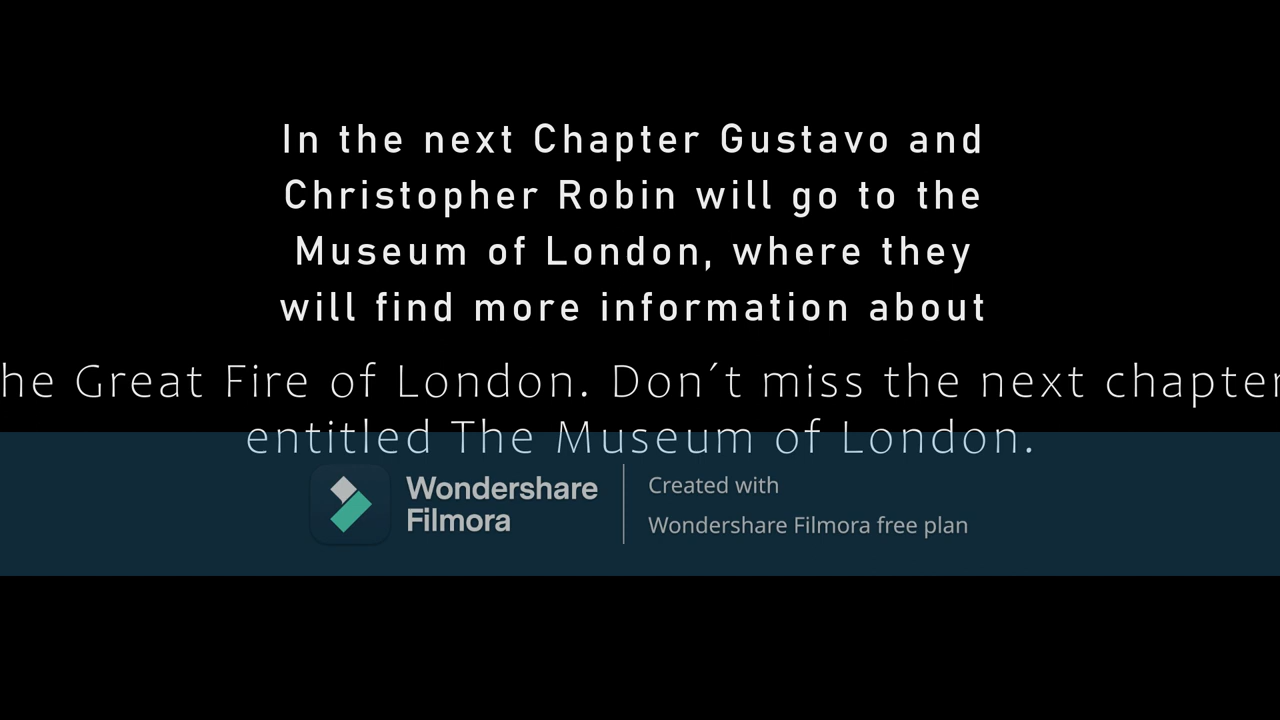 In the next Chapter Gustavo and
Christopher Robin will go to the
Museum of London, where they
will find more information about
he Great Fire of London. Don´t miss the next chapter
entitled The Museum of London.
Wondershare
Filmora
Created with
Wondershare Filmora free plan